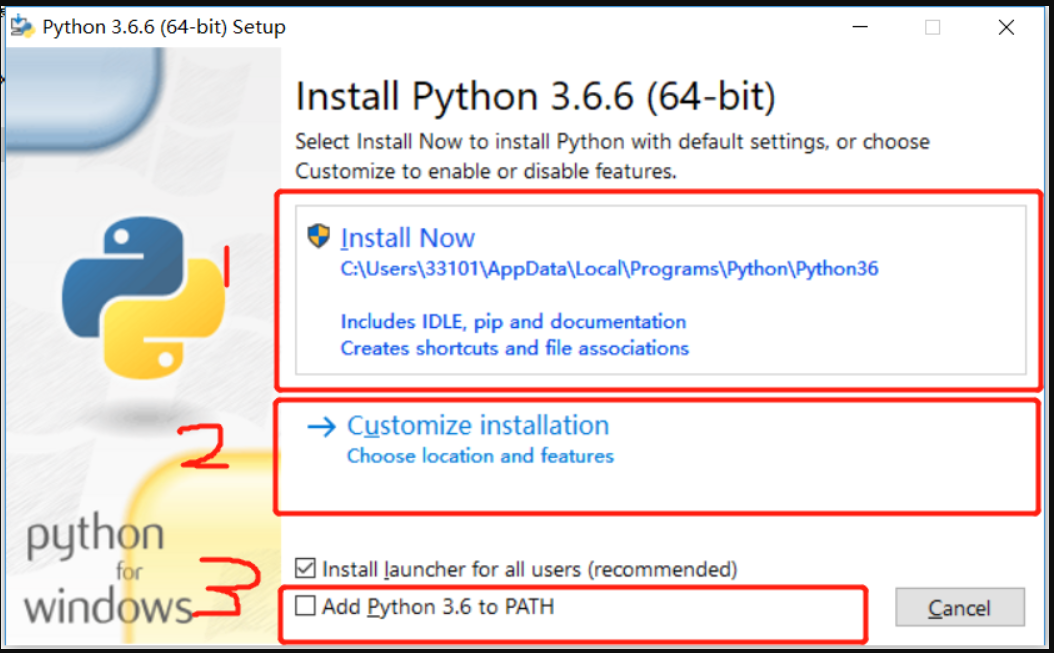 Python 3.6.6 (64-bit) Setup
Install Python 3.6.6 (64-bit)
Select Install Now to install Python with default settings, or choose
Customize to enable or disable features.
Install Now
C:\Users\33101\AppData\Local\Programs\Python\Python36
Includes IDLE, pip and documentation
Creates shortcuts and file associations
1
Customize installation
Choose location and features
2
python
for
windows
Install launcher for all users (recommended)
3
Add Python 3.6 to PATH
Cancel